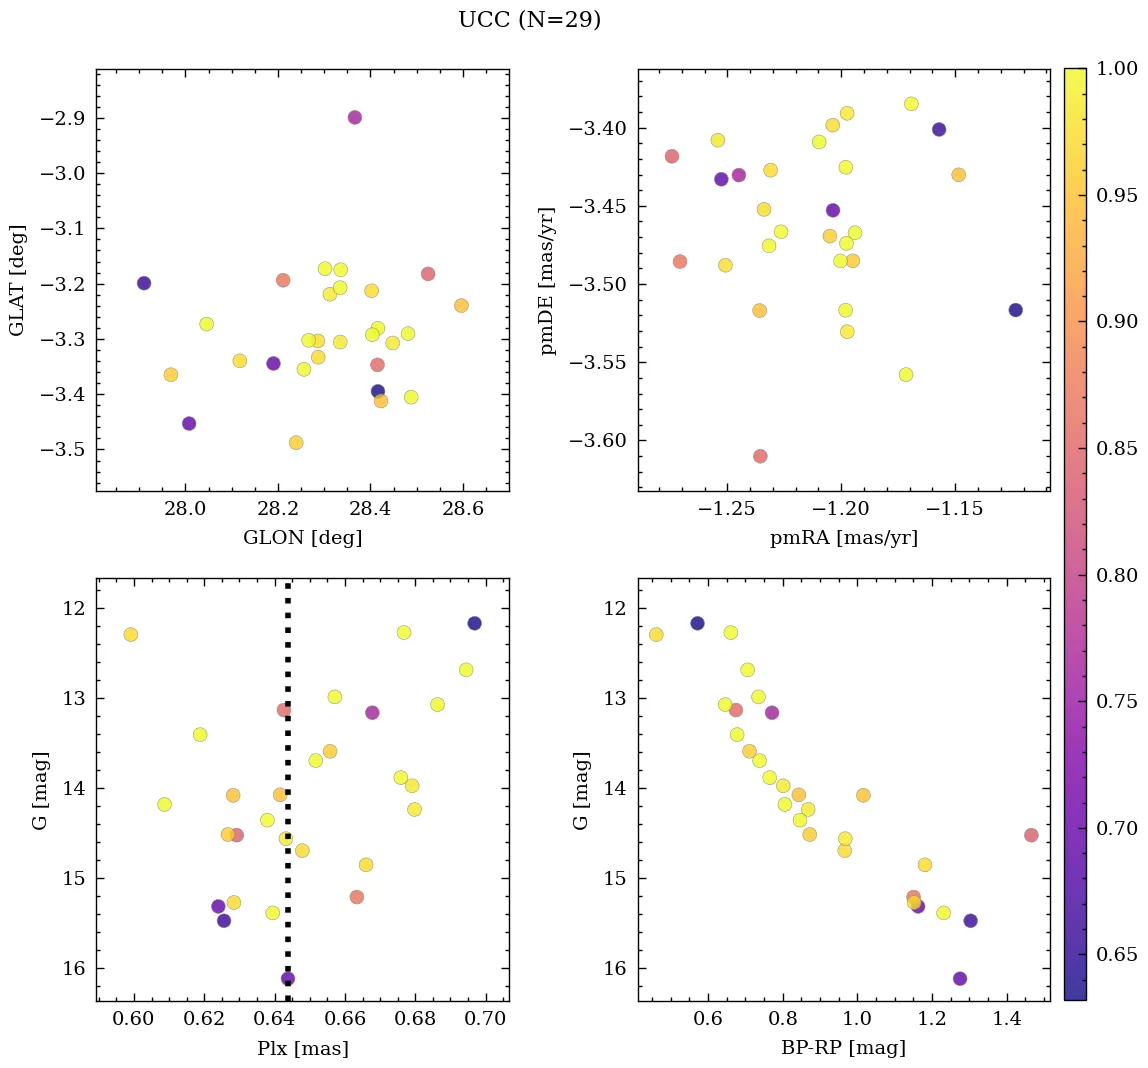 UCC (N=29)
−2.9
−3.0
−3.1
−3.2
−3.3
−3.4
−3.5
GLAT [deg]
28.0 28.2 28.4 28.6
GLON [deg]
−3.40
−3.45
−3.50
−3.55
−3.60
pmDE [mas/yr]
−1.25 −1.20 −1.15
pmRA [mas/yr]
12
13
14
15
16
G [mag]
0.60 0.62 0.64 0.66 0.68 0.70
Plx [mas]
12
13
14
15
16
G [mag]
0.6 0.8 1.0 1.2 1.4
BP-RP [mag]
1.00
0.95
0.90
0.85
0.80
0.75
0.70
0.65